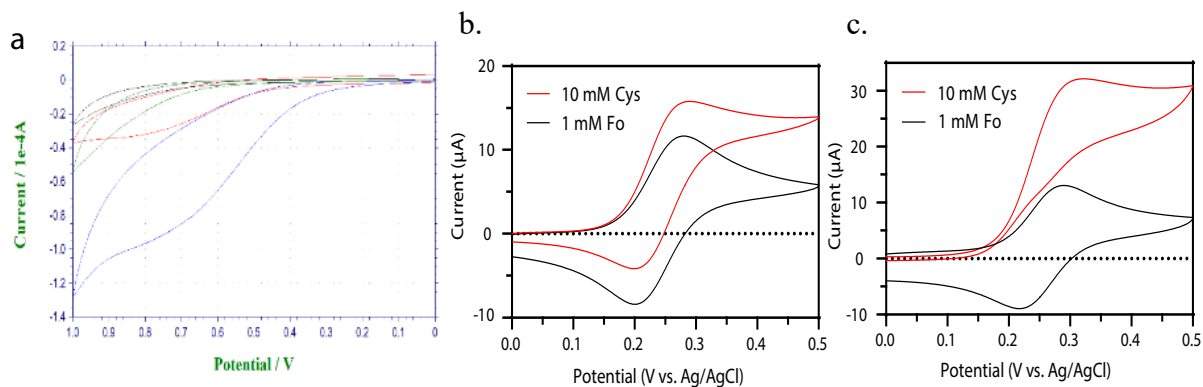 a
0.2
0
-0.2
-0.4
-0.6
-0.8
-1.0
-1.2
-1.4
1.0 0.9 0.8 0.7 0.6 0.5 0.4 0.3 0.2 0.1 0
Current / 1e-4A
Potential / V
b.
20
10
0
-10
0.0 0.1 0.2 0.3 0.4 0.5
Current (µA)
Potential (V vs. Ag/AgCl)
10 mM Cys
1 mM Fo
c.
30
20
10
0
-10
0.0 0.1 0.2 0.3 0.4 0.5
Current (µA)
Potential (V vs. Ag/AgCl)
10 mM Cys
1 mM Fo